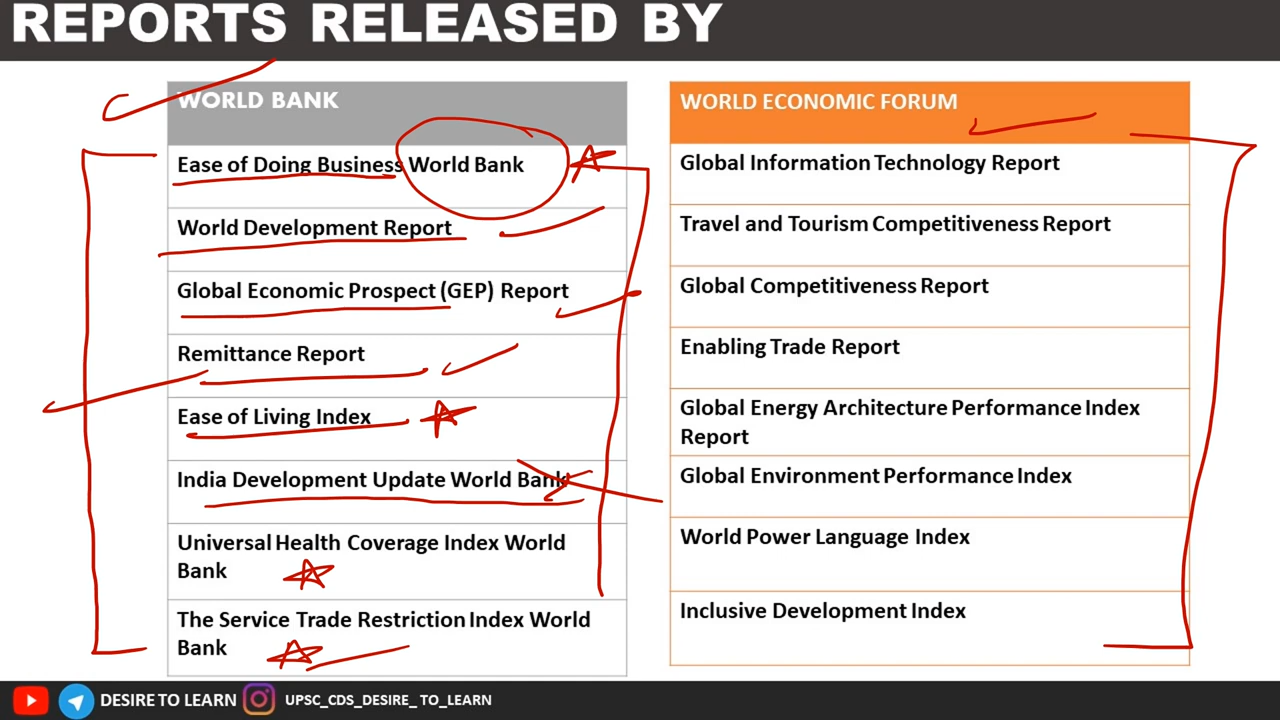 REPORTS RELEASED BY
WORLD BANK
Ease of Doing Business World Bank
World Development Report
Global Economic Prospect (GEP) Report
Remittance Report
Ease of Living Index
India Development Update World Bank
Universal Health Coverage Index World
Bank
The Service Trade Restriction Index World
Bank
WORLD ECONOMIC FORUM
Global Information Technology Report
Travel and Tourism Competitiveness Report
Global Competitiveness Report
Enabling Trade Report
Global Energy Architecture Performance Index
Report
Global Environment Performance Index
World Power Language Index
Inclusive Development Index
DESIRE TO LEARN
UPSC_CDS_DESIRE_ TO_LEARN